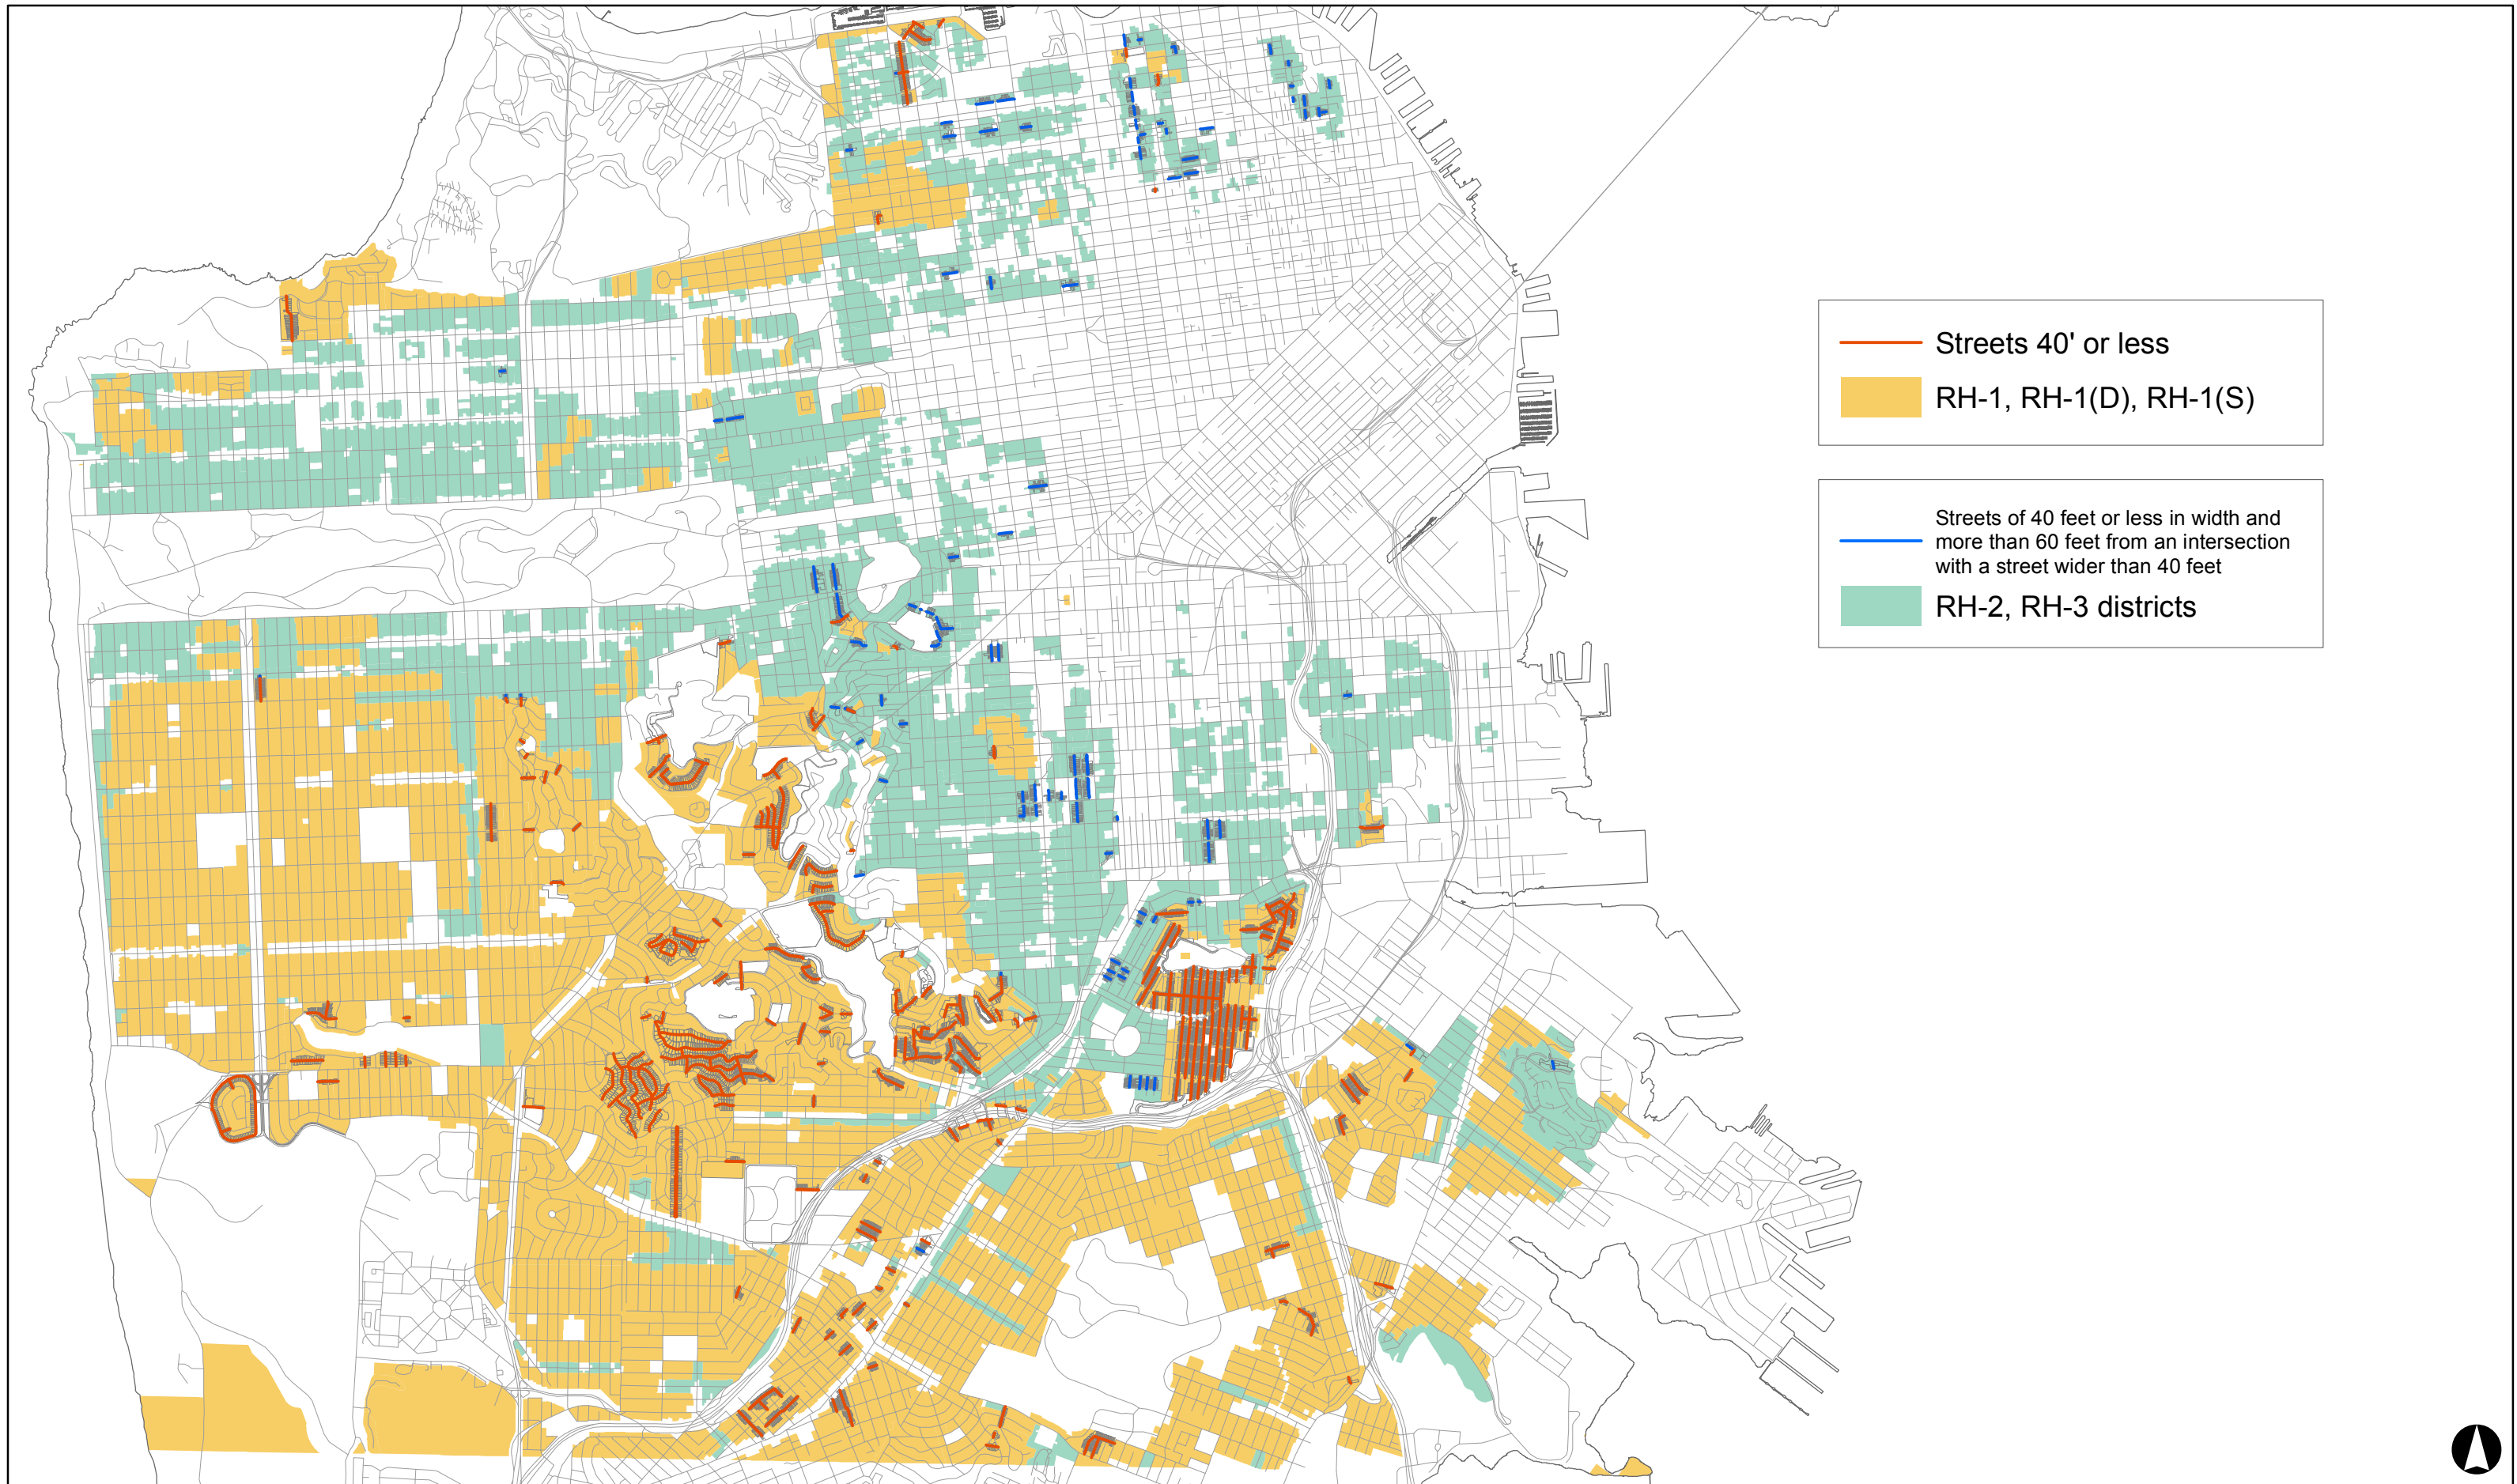 Streets 40' or less
RH-1, RH-1(D), RH-1(S)
Streets of 40 feet or less in width and
more than 60 feet from an intersection
with a street wider than 40 feet
RH-2, RH-3 districts